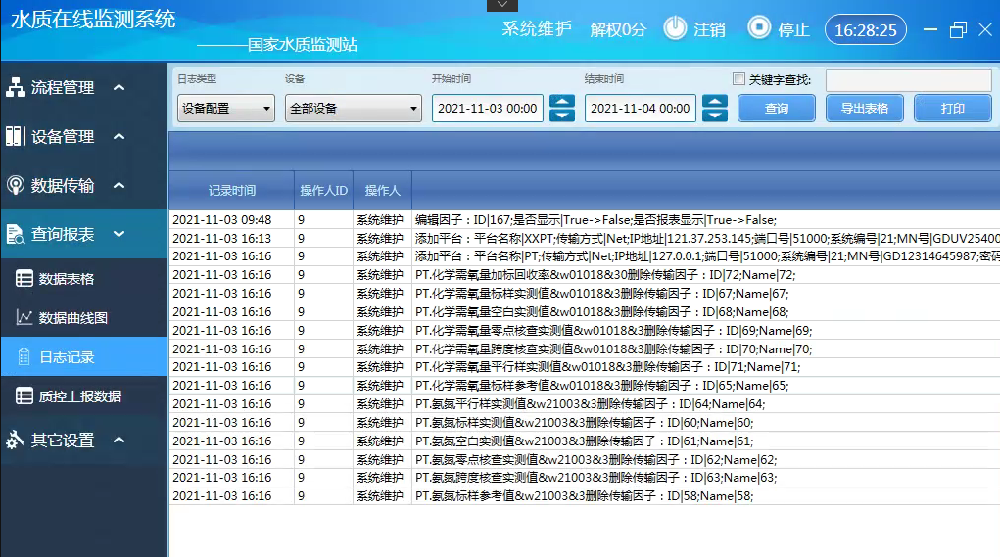 水质在线监测系统
———国家水质监测站
系统维护 解权0分 注销 停止 16:28:25
流程管理
设备管理
数据传输
查询报表
数据表格
数据曲线图
日志记录
质控上报数据
其它设置
日志类型 设备 开始时间 结束时间 关键字查找:
设备配置 全部设备 2021-11-03 00:00 2021-11-04 00:00 查询 导出表格 打印
记录时间 操作人ID 操作人
2021-11-03 09:48 9 系统维护 编辑因子：ID|167;是否显示|True->False;是否报表显示|True->False;
2021-11-03 16:13 9 系统维护 添加平台：平台名称|XXPT;传输方式|Net;IP地址|121.37.253.145;端口号|51000;系统编号|21;MN号|GDUV25400
2021-11-03 16:16 9 系统维护 添加平台：平台名称|PT;传输方式|Net;IP地址|127.0.0.1;端口号|51000;系统编号|21;MN号|GD12314645987;密码
2021-11-03 16:16 9 系统维护 PT.化学需氧量加标回收率&w01018&30删除传输因子：ID|72;Name|72;
2021-11-03 16:16 9 系统维护 PT.化学需氧量标样实测值&w01018&3删除传输因子：ID|67;Name|67;
2021-11-03 16:16 9 系统维护 PT.化学需氧量空白实测值&w01018&3删除传输因子：ID|68;Name|68;
2021-11-03 16:16 9 系统维护 PT.化学需氧量零点核查实测值&w01018&3删除传输因子：ID|69;Name|69;
2021-11-03 16:16 9 系统维护 PT.化学需氧量跨度核查实测值&w01018&3删除传输因子：ID|70;Name|70;
2021-11-03 16:16 9 系统维护 PT.化学需氧量平行样实测值&w01018&3删除传输因子：ID|71;Name|71;
2021-11-03 16:16 9 系统维护 PT.化学需氧量标样参考值&w01018&3删除传输因子：ID|65;Name|65;
2021-11-03 16:16 9 系统维护 PT.氨氮平行样实测值&w21003&3删除传输因子：ID|64;Name|64;
2021-11-03 16:16 9 系统维护 PT.氨氮标样实测值&w21003&3删除传输因子：ID|60;Name|60;
2021-11-03 16:16 9 系统维护 PT.氨氮空白实测值&w21003&3删除传输因子：ID|61;Name|61;
2021-11-03 16:16 9 系统维护 PT.氨氮零点核查实测值&w21003&3删除传输因子：ID|62;Name|62;
2021-11-03 16:16 9 系统维护 PT.氨氮跨度核查实测值&w21003&3删除传输因子：ID|63;Name|63;
2021-11-03 16:16 9 系统维护 PT.氨氮标样参考值&w21003&3删除传输因子：ID|58;Name|58;